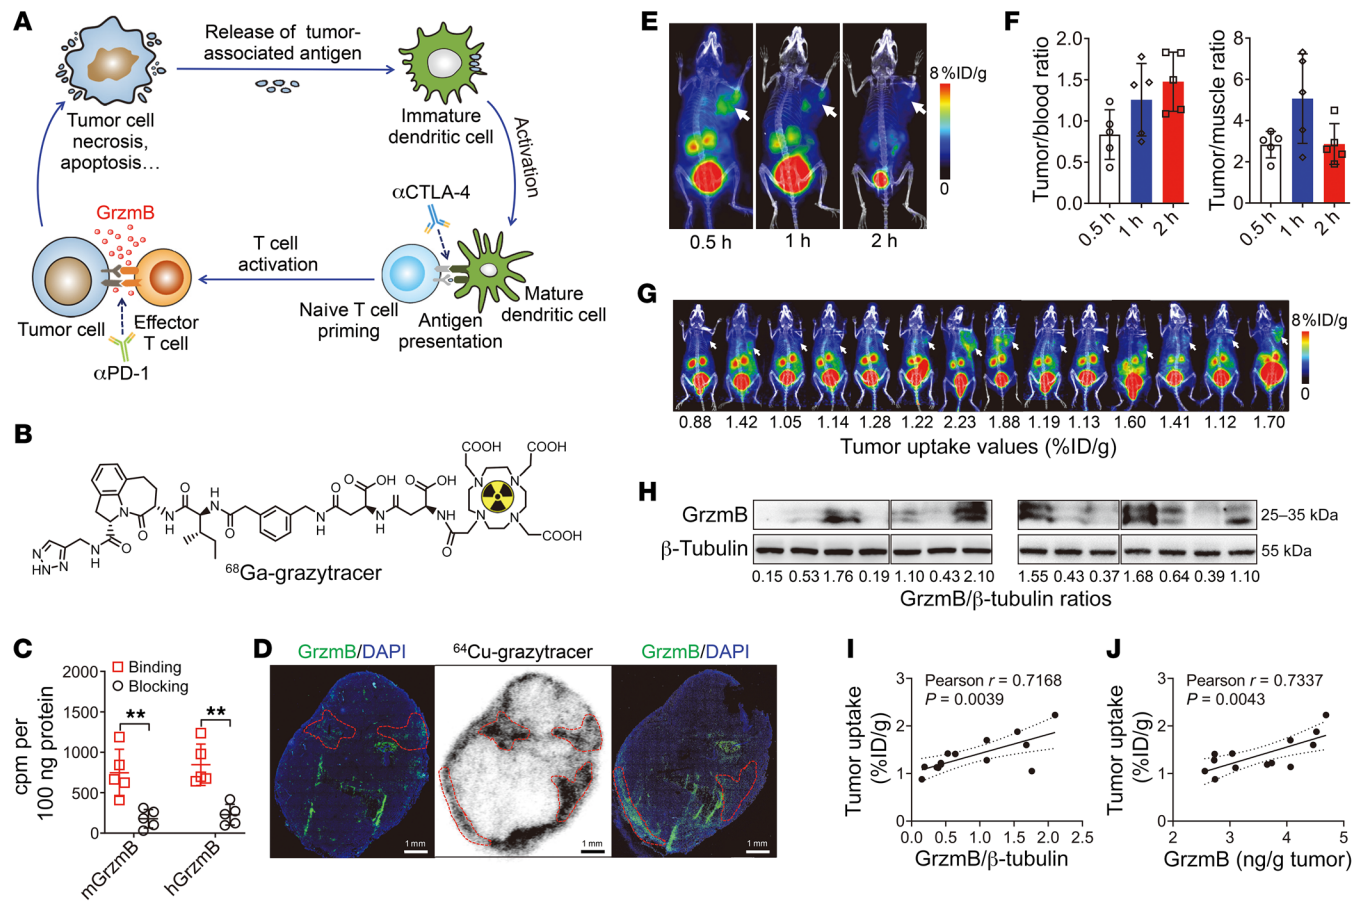 A
Release of tumor-
associated antigen
Tumor cell
necrosis,
apoptosis…
Immature
dendritic cell
Activation
αCTLA-4
GrzmB
T cell
activation
Tumor cell
Effector
T cell
αPD-1
Naive T cell
priming
Antigen
presentation
Mature
dendritic cell
B
COOH
COOH
O
OH
O
OH
N
N
N
N
COOH
O
N
O
N
H
O
H
N
O
N
H
O
N
H
O
NH
O
N
H
O
N
N
HN
⁶⁸Ga-grazytracer
C
Binding
Blocking
cpm per
100 ng protein
2000
1500
1000
500
0
**
**
mGrzmB
hGrzmB
D
GrzmB/DAPI
⁶⁴Cu-grazytracer
GrzmB/DAPI
1 mm
1 mm
1 mm
E
8 %ID/g
0
0.5 h
1 h
2 h
F
Tumor/blood ratio
2.0
1.5
1.0
0.5
0.0
0.5 h
1 h
2 h
Tumor/muscle ratio
8
6
4
2
0
0.5 h
1 h
2 h
G
8 %ID/g
0
0.88 1.42 1.05 1.14 1.28 1.22 2.23 1.88 1.19 1.13 1.60 1.41 1.12 1.70
Tumor uptake values (%ID/g)
H
GrzmB
25–35 kDa
β-Tubulin
55 kDa
0.15 0.53 1.76 0.19 1.10 0.43 2.10 1.55 0.43 0.37 1.68 0.64 0.39 1.10
GrzmB/β-tubulin ratios
I
Pearson r = 0.7168
P = 0.0039
Tumor uptake
(%ID/g)
3
2
1
0
0.0 0.5 1.0 1.5 2.0 2.5
GrzmB/β-tubulin
J
Pearson r = 0.7337
P = 0.0043
Tumor uptake
(%ID/g)
3
2
1
0
2 3 4 5
GrzmB (ng/g tumor)